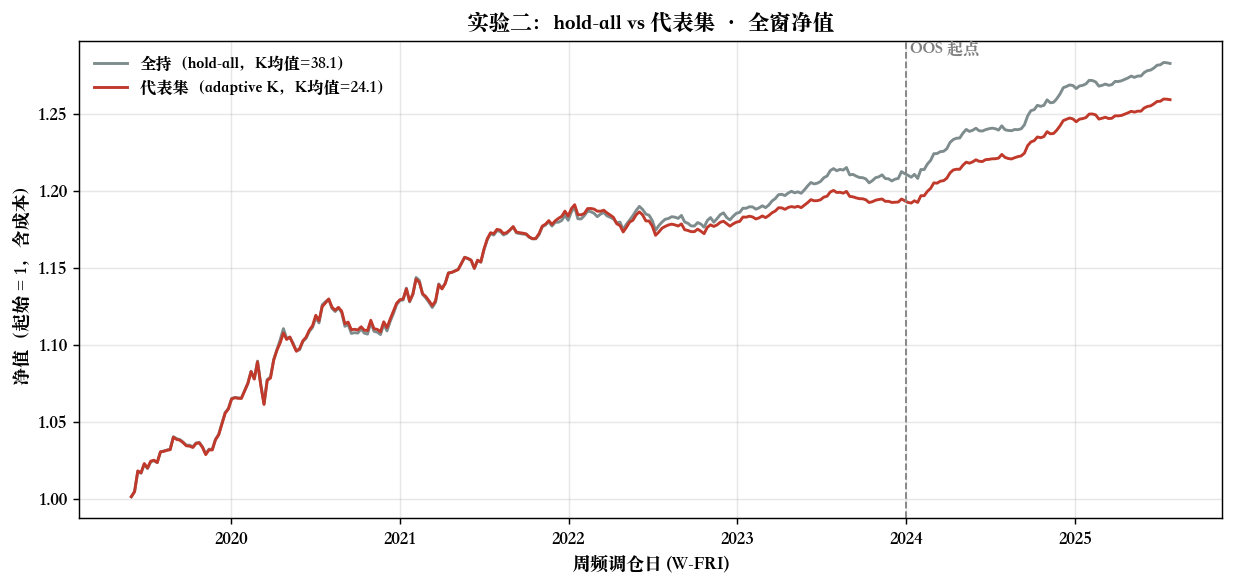 实验二：hold-all vs 代表集 · 全窗净值
OOS 起点
全持（hold-all，K均值=38.1）
代表集（adaptive K，K均值=24.1）
净值（起始 = 1，含成本）
1.25
1.20
1.15
1.10
1.05
1.00
2020 2021 2022 2023 2024 2025
周频调仓日 (W-FRI)